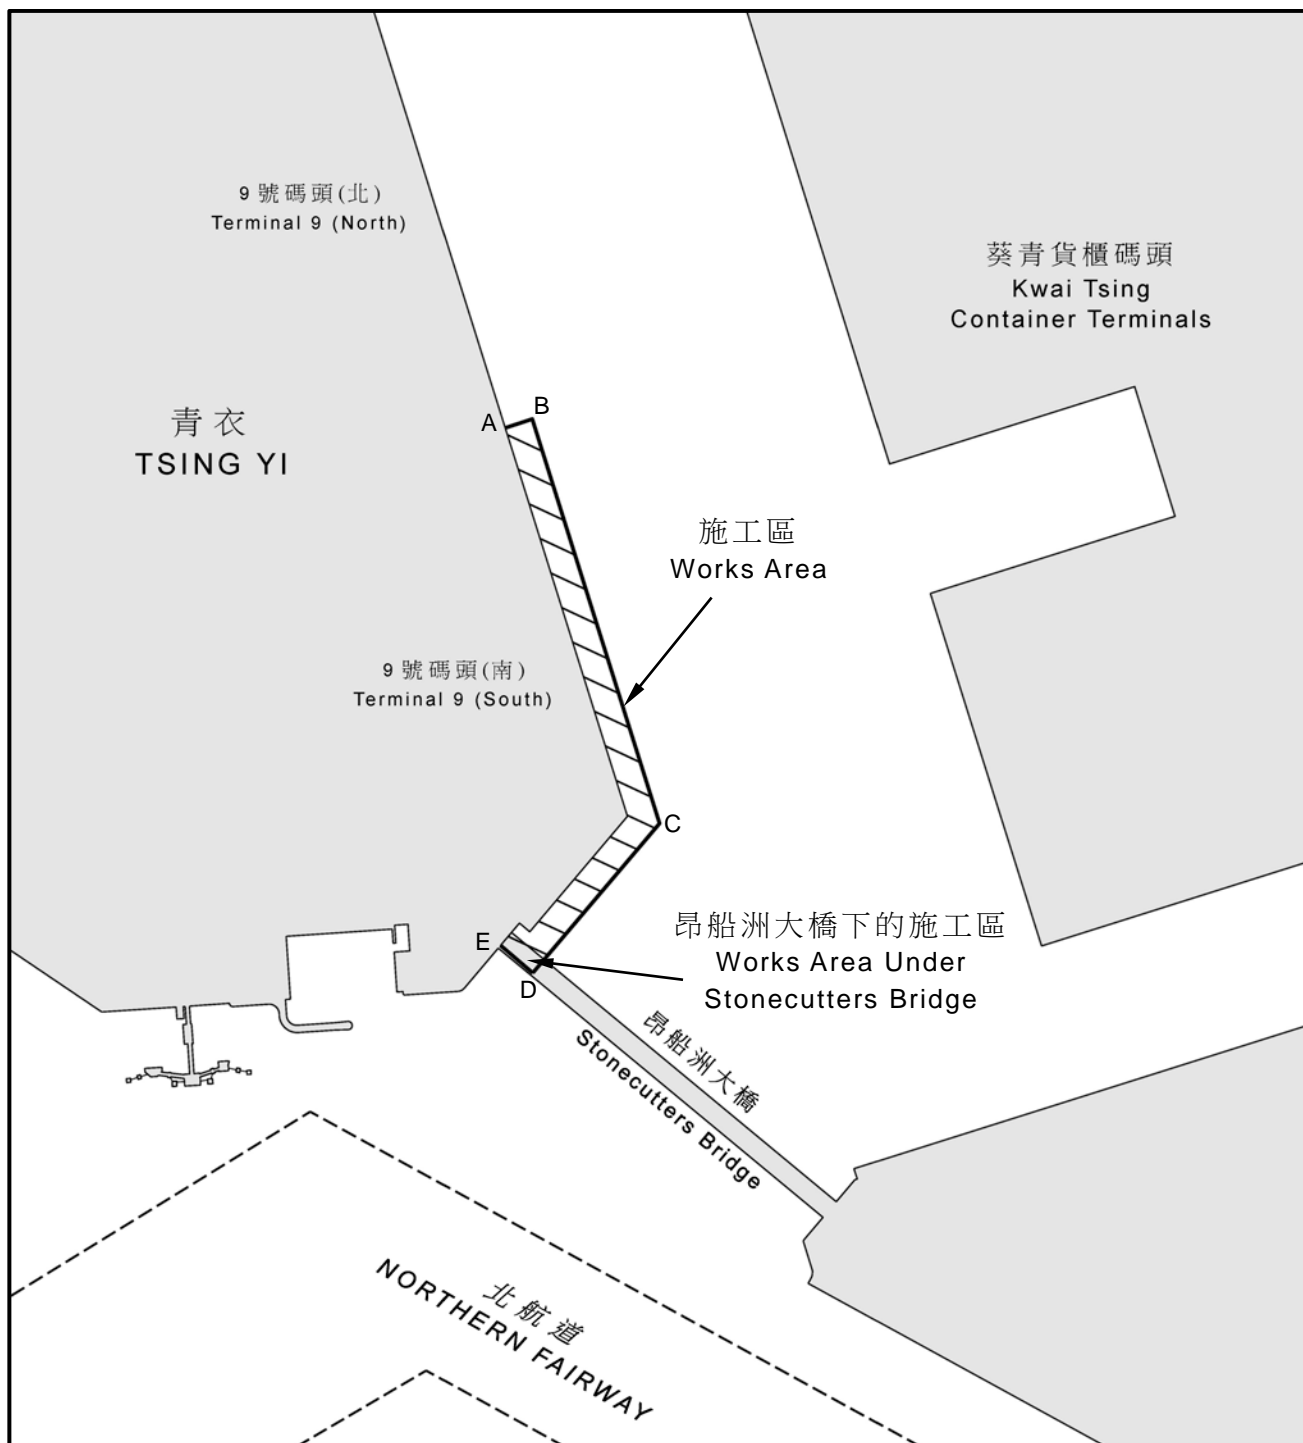 9 號碼頭(北)
Terminal 9 (North)
葵青貨櫃碼頭
Kwai Tsing
Container Terminals
青衣
TSING YI
A
B
施工區
Works Area
9 號碼頭(南)
Terminal 9 (South)
C
昂船洲大橋下的施工區
Works Area Under
Stonecutters Bridge
E
D
昂船洲大橋
Stonecutters Bridge
北航道
NORTHERN FAIRWAY